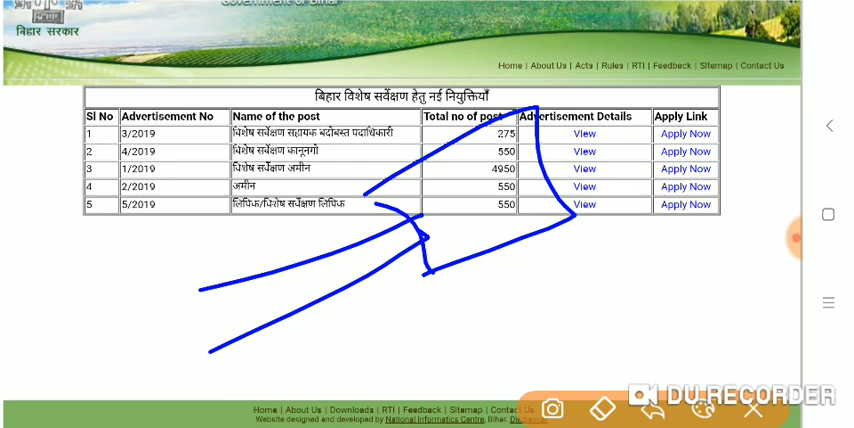 Government of Bihar
बिहार सरकार
Home | About Us | Acts | Rules | RTI | Feedback | Sitemap | Contact Us
बिहार विशेष सर्वेक्षण हेतु नई नियुक्तियाँ
Sl No Advertisement No Name of the post Total no of post Advertisement Details Apply Link
1 3/2019 विशेष सर्वेक्षण सहायक बदोबस्त पदाधिकारी 275 View Apply Now
2 4/2019 विशेष सर्वेक्षण कानूनगो 550 View Apply Now
3 1/2019 विशेष सर्वेक्षण अमीन 4950 View Apply Now
4 2/2019 अमीन 550 View Apply Now
5 5/2019 लिपिक/विशेष सर्वेक्षण लिपिक 550 View Apply Now
DU RECORDER
Home | About Us | Downloads | RTI | Feedback | Sitemap | Contact Us
Website designed and developed by National Informatics Centre, Bihar.